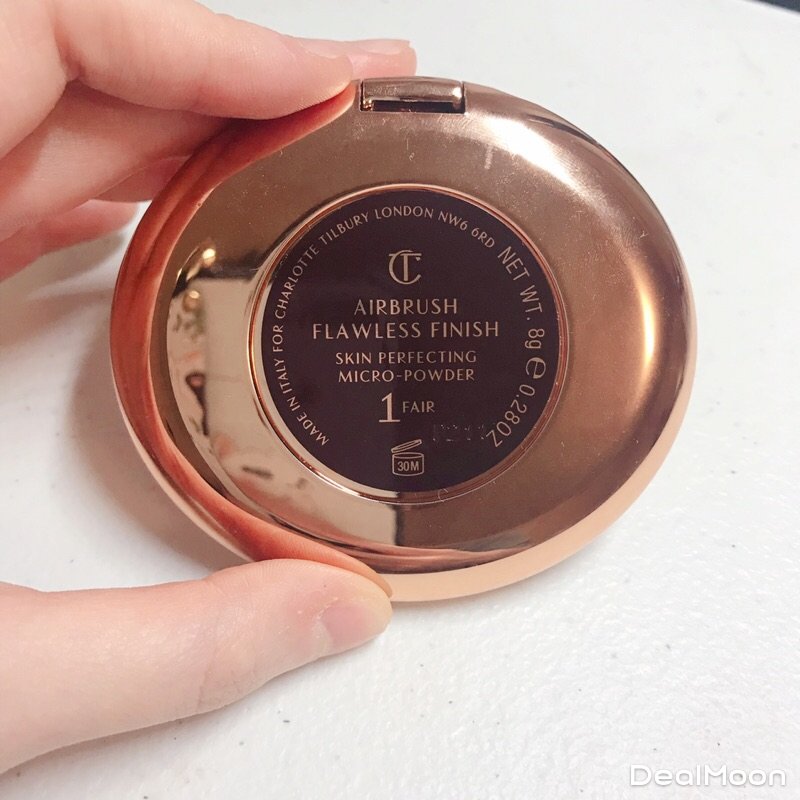 MADE IN ITALY FOR CHARLOTTE TILBURY LONDON NW6 6RD
NET WT. 8g e 0.28OZ
CT
AIRBRUSH
FLAWLESS FINISH
SKIN PERFECTING
MICRO-POWDER
1 FAIR
30M
DealMoon